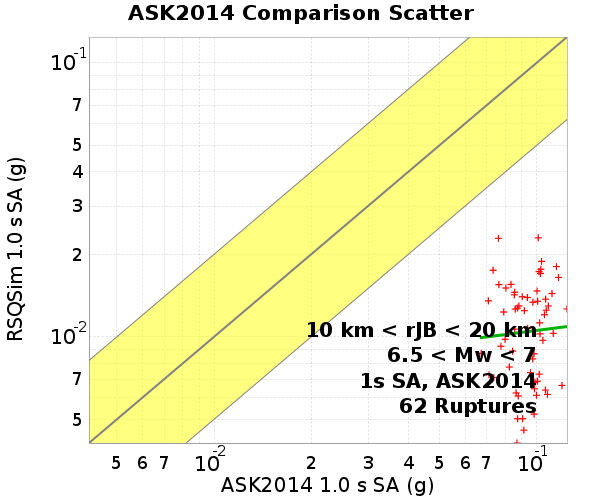 ASK2014 Comparison Scatter
RSQSim 1.0 s SA (g)
10⁻¹
7
5
4
3
2
10⁻²
7
5
10 km < rJB < 20 km
6.5 < Mw < 7
1s SA, ASK2014
62 Ruptures
5 6 7 10⁻² 2 3 4 5 6 7 10⁻¹
ASK2014 1.0 s SA (g)